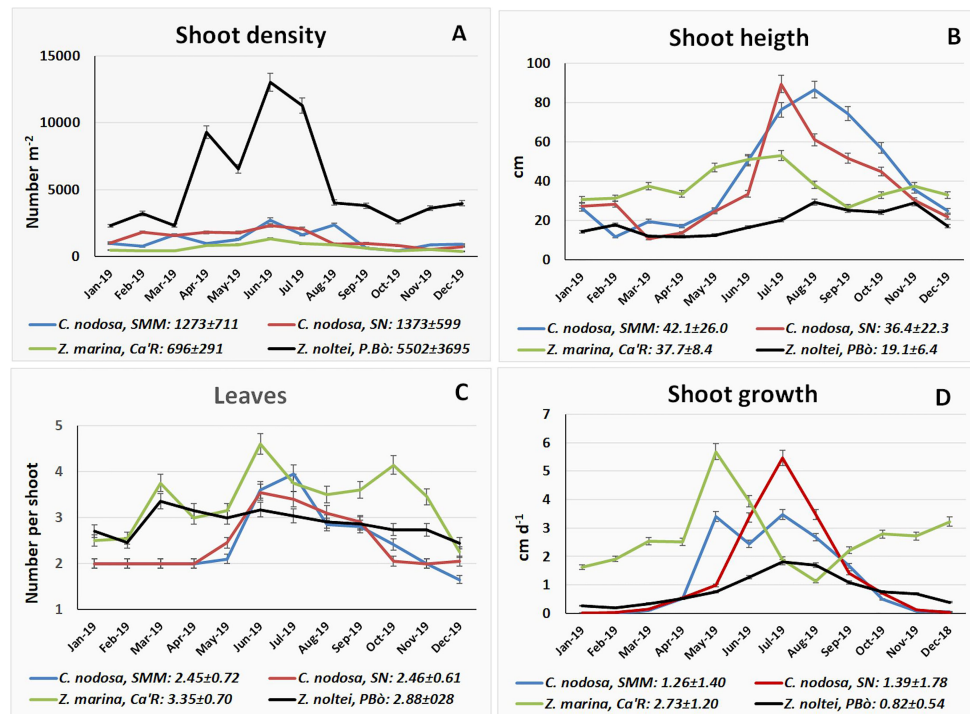 Shoot density
A
Number m-2
15000
10000
5000
0
Jan-19
Feb-19
Mar-19
Apr-19
May-19
Jun-19
Jul-19
Aug-19
Sep-19
Oct-19
Nov-19
Dec-19
C. nodosa, SMM: 1273±711
C. nodosa, SN: 1373±599
Z. marina, Ca'R: 696±291
Z. noltei, P.Bò: 5502±3695
Shoot heigth
B
cm
100
80
60
40
20
0
Jan-19
Feb-19
Mar-19
Apr-19
May-19
Jun-19
Jul-19
Aug-19
Sep-19
Oct-19
Nov-19
Dec-19
C. nodosa, SMM: 42.1±26.0
C. nodosa, SN: 36.4±22.3
Z. marina, Ca'R: 37.7±8.4
Z. noltei, PBò: 19.1±6.4
Leaves
C
Number per shoot
5
4
3
2
1
Jan-19
Feb-19
Mar-19
Apr-19
May-19
Jun-19
Jul-19
Aug-19
Sep-19
Oct-19
Nov-19
Dec-19
C. nodosa, SMM: 2.45±0.72
C. nodosa, SN: 2.46±0.61
Z. marina, Ca'R: 3.35±0.70
Z. noltei, PBò: 2.88±028
Shoot growth
D
cm d-1
7
6
5
4
3
2
1
0
Jan-19
Feb-19
Mar-19
Apr-19
May-19
Jun-19
Jul-19
Aug-19
Sep-19
Oct-19
Nov-19
Dec-18
C. nodosa, SMM: 1.26±1.40
C. nodosa, SN: 1.39±1.78
Z. marina, Ca'R: 2.73±1.20
Z. noltei, PBò: 0.82±0.54